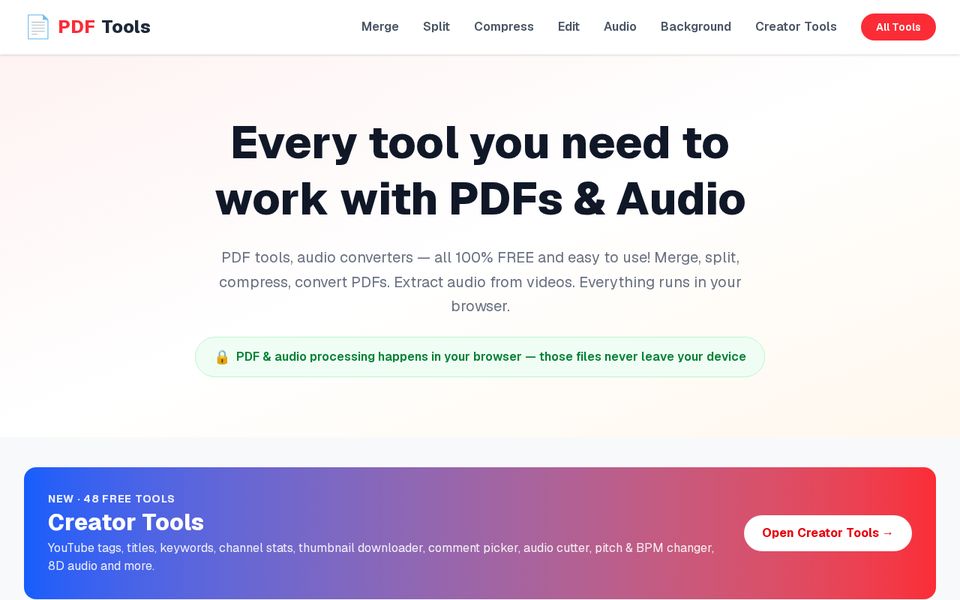 PDF Tools
Merge
Split
Compress
Edit
Audio
Background
Creator Tools
All Tools
Every tool you need to
work with PDFs & Audio
PDF tools, audio converters — all 100% FREE and easy to use! Merge, split,
compress, convert PDFs. Extract audio from videos. Everything runs in your
browser.
🔒 PDF & audio processing happens in your browser — those files never leave your device
NEW · 48 FREE TOOLS
Creator Tools
YouTube tags, titles, keywords, channel stats, thumbnail downloader, comment picker, audio cutter, pitch & BPM changer,
8D audio and more.
Open Creator Tools →